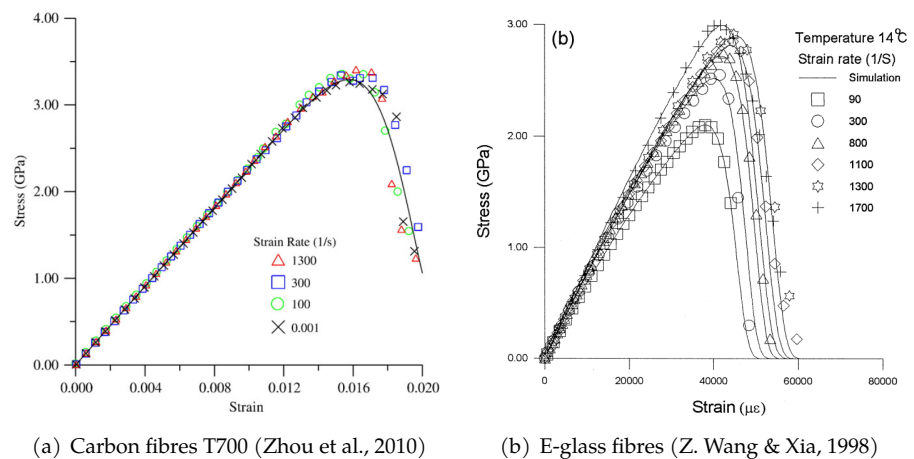 4.00
3.00
2.00
1.00
0.00
Stress (GPa)
Strain Rate (1/s)
1300
300
100
0.001
0.000
0.004
0.008
0.012
0.016
0.020
Strain
(a) Carbon fibres T700 (Zhou et al., 2010)
3.00
2.00
1.00
0.00
Stress (GPa)
(b)
Temperature 14°C
Strain rate (1/S)
Simulation
90
300
800
1100
1300
1700
0
20000
40000
60000
80000
Strain (με)
(b) E-glass fibres (Z. Wang & Xia, 1998)